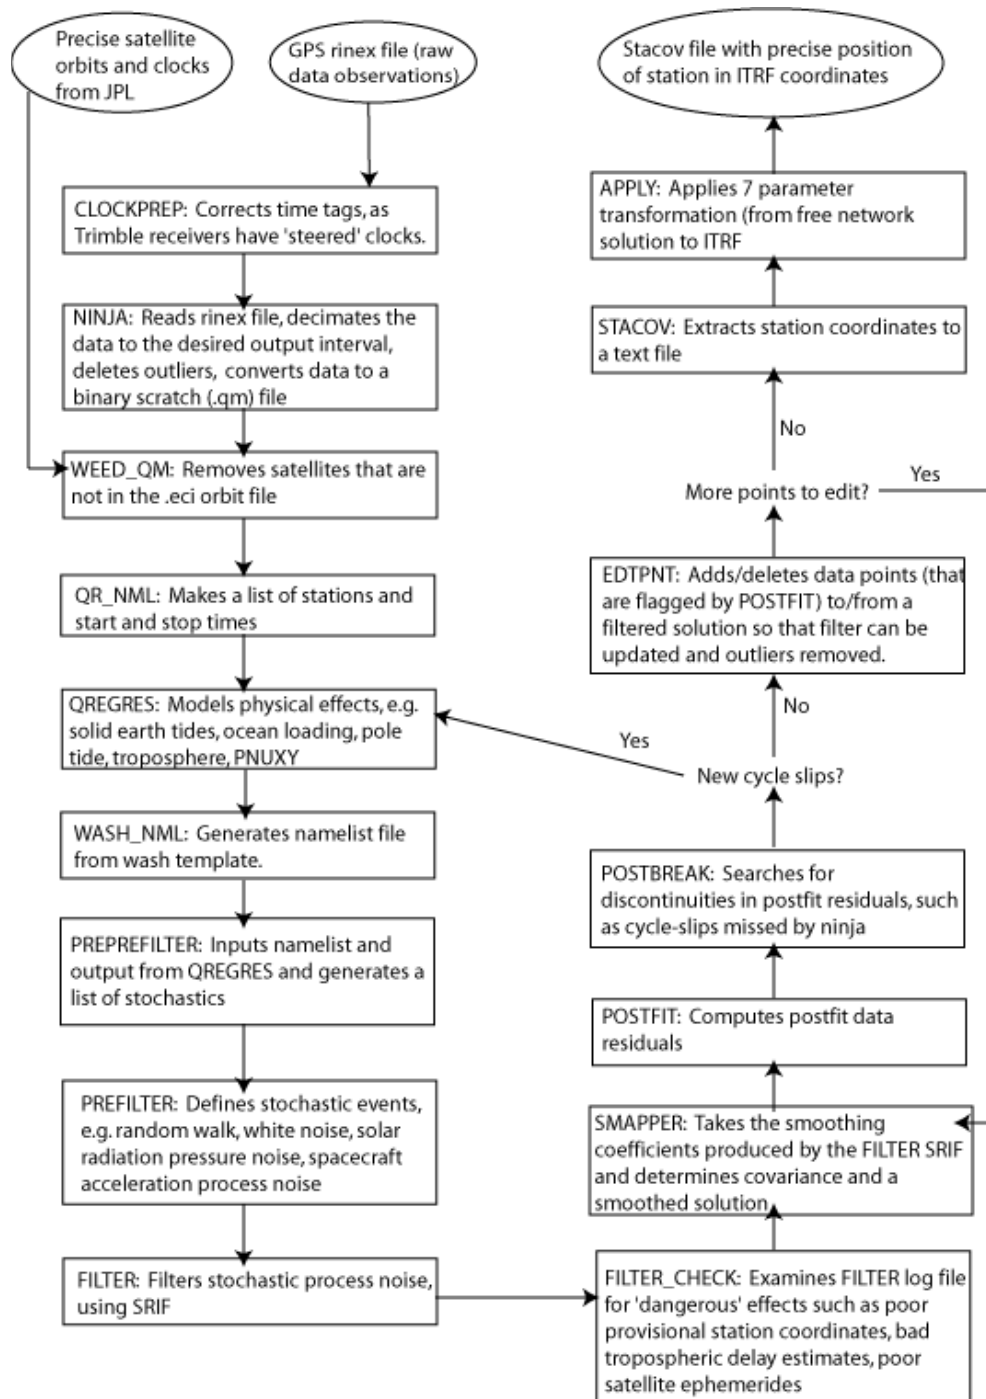 Precise satellite
orbits and clocks
from JPL
GPS rinex file (raw
data observations)
CLOCKPREP: Corrects time tags, as
Trimble receivers have 'steered' clocks.
NINJA: Reads rinex file, decimates the
data to the desired output interval,
deletes outliers, converts data to a
binary scratch (.qm) file
WEED_QM: Removes satellites that are
not in the .eci orbit file
QR_NML: Makes a list of stations and
start and stop times
QREGRES: Models physical effects, e.g.
solid earth tides, ocean loading, pole
tide, troposphere, PNUXY
WASH_NML: Generates namelist file
from wash template.
PREPREFILTER: Inputs namelist and
output from QREGRES and generates a
list of stochastics
PREFILTER: Defines stochastic events,
e.g. random walk, white noise, solar
radiation pressure noise, spacecraft
acceleration process noise
FILTER: Filters stochastic process noise,
using SRIF
Stacov file with precise position
of station in ITRF coordinates
APPLY: Applies 7 parameter
transformation (from free network
solution to ITRF
STACOV: Extracts station coordinates to
a text file
No
More points to edit?
Yes
EDTPNT: Adds/deletes data points (that
are flagged by POSTFIT) to/from a
filtered solution so that filter can be
updated and outliers removed.
No
Yes
New cycle slips?
POSTBREAK: Searches for
discontinuities in postfit residuals, such
as cycle-slips missed by ninja
POSTFIT: Computes postfit data
residuals
SMAPPER: Takes the smoothing
coefficients produced by the FILTER SRIF
and determines covariance and a
smoothed solution
FILTER_CHECK: Examines FILTER log file
for 'dangerous' effects such as poor
provisional station coordinates, bad
tropospheric delay estimates, poor
satellite ephemerides